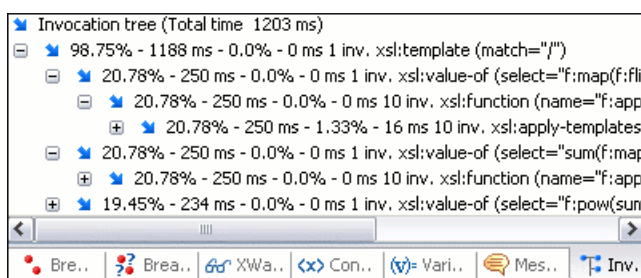 Invocation tree (Total time 1203 ms)
98.75% - 1188 ms - 0.0% - 0 ms 1 inv. xsl:template (match="/")
20.78% - 250 ms - 0.0% - 0 ms 1 inv. xsl:value-of (select="f:map(f:fli
20.78% - 250 ms - 0.0% - 0 ms 10 inv. xsl:function (name="f:app
20.78% - 250 ms - 1.33% - 16 ms 10 inv. xsl:apply-templates
20.78% - 250 ms - 0.0% - 0 ms 1 inv. xsl:value-of (select="sum(f:map
20.78% - 250 ms - 0.0% - 0 ms 10 inv. xsl:function (name="f:app
19.45% - 234 ms - 0.0% - 0 ms 1 inv. xsl:value-of (select="f:pow(sum
Bre.. Brea.. XWa.. <x> Con.. (v)= Vari.. Mes.. Inv.